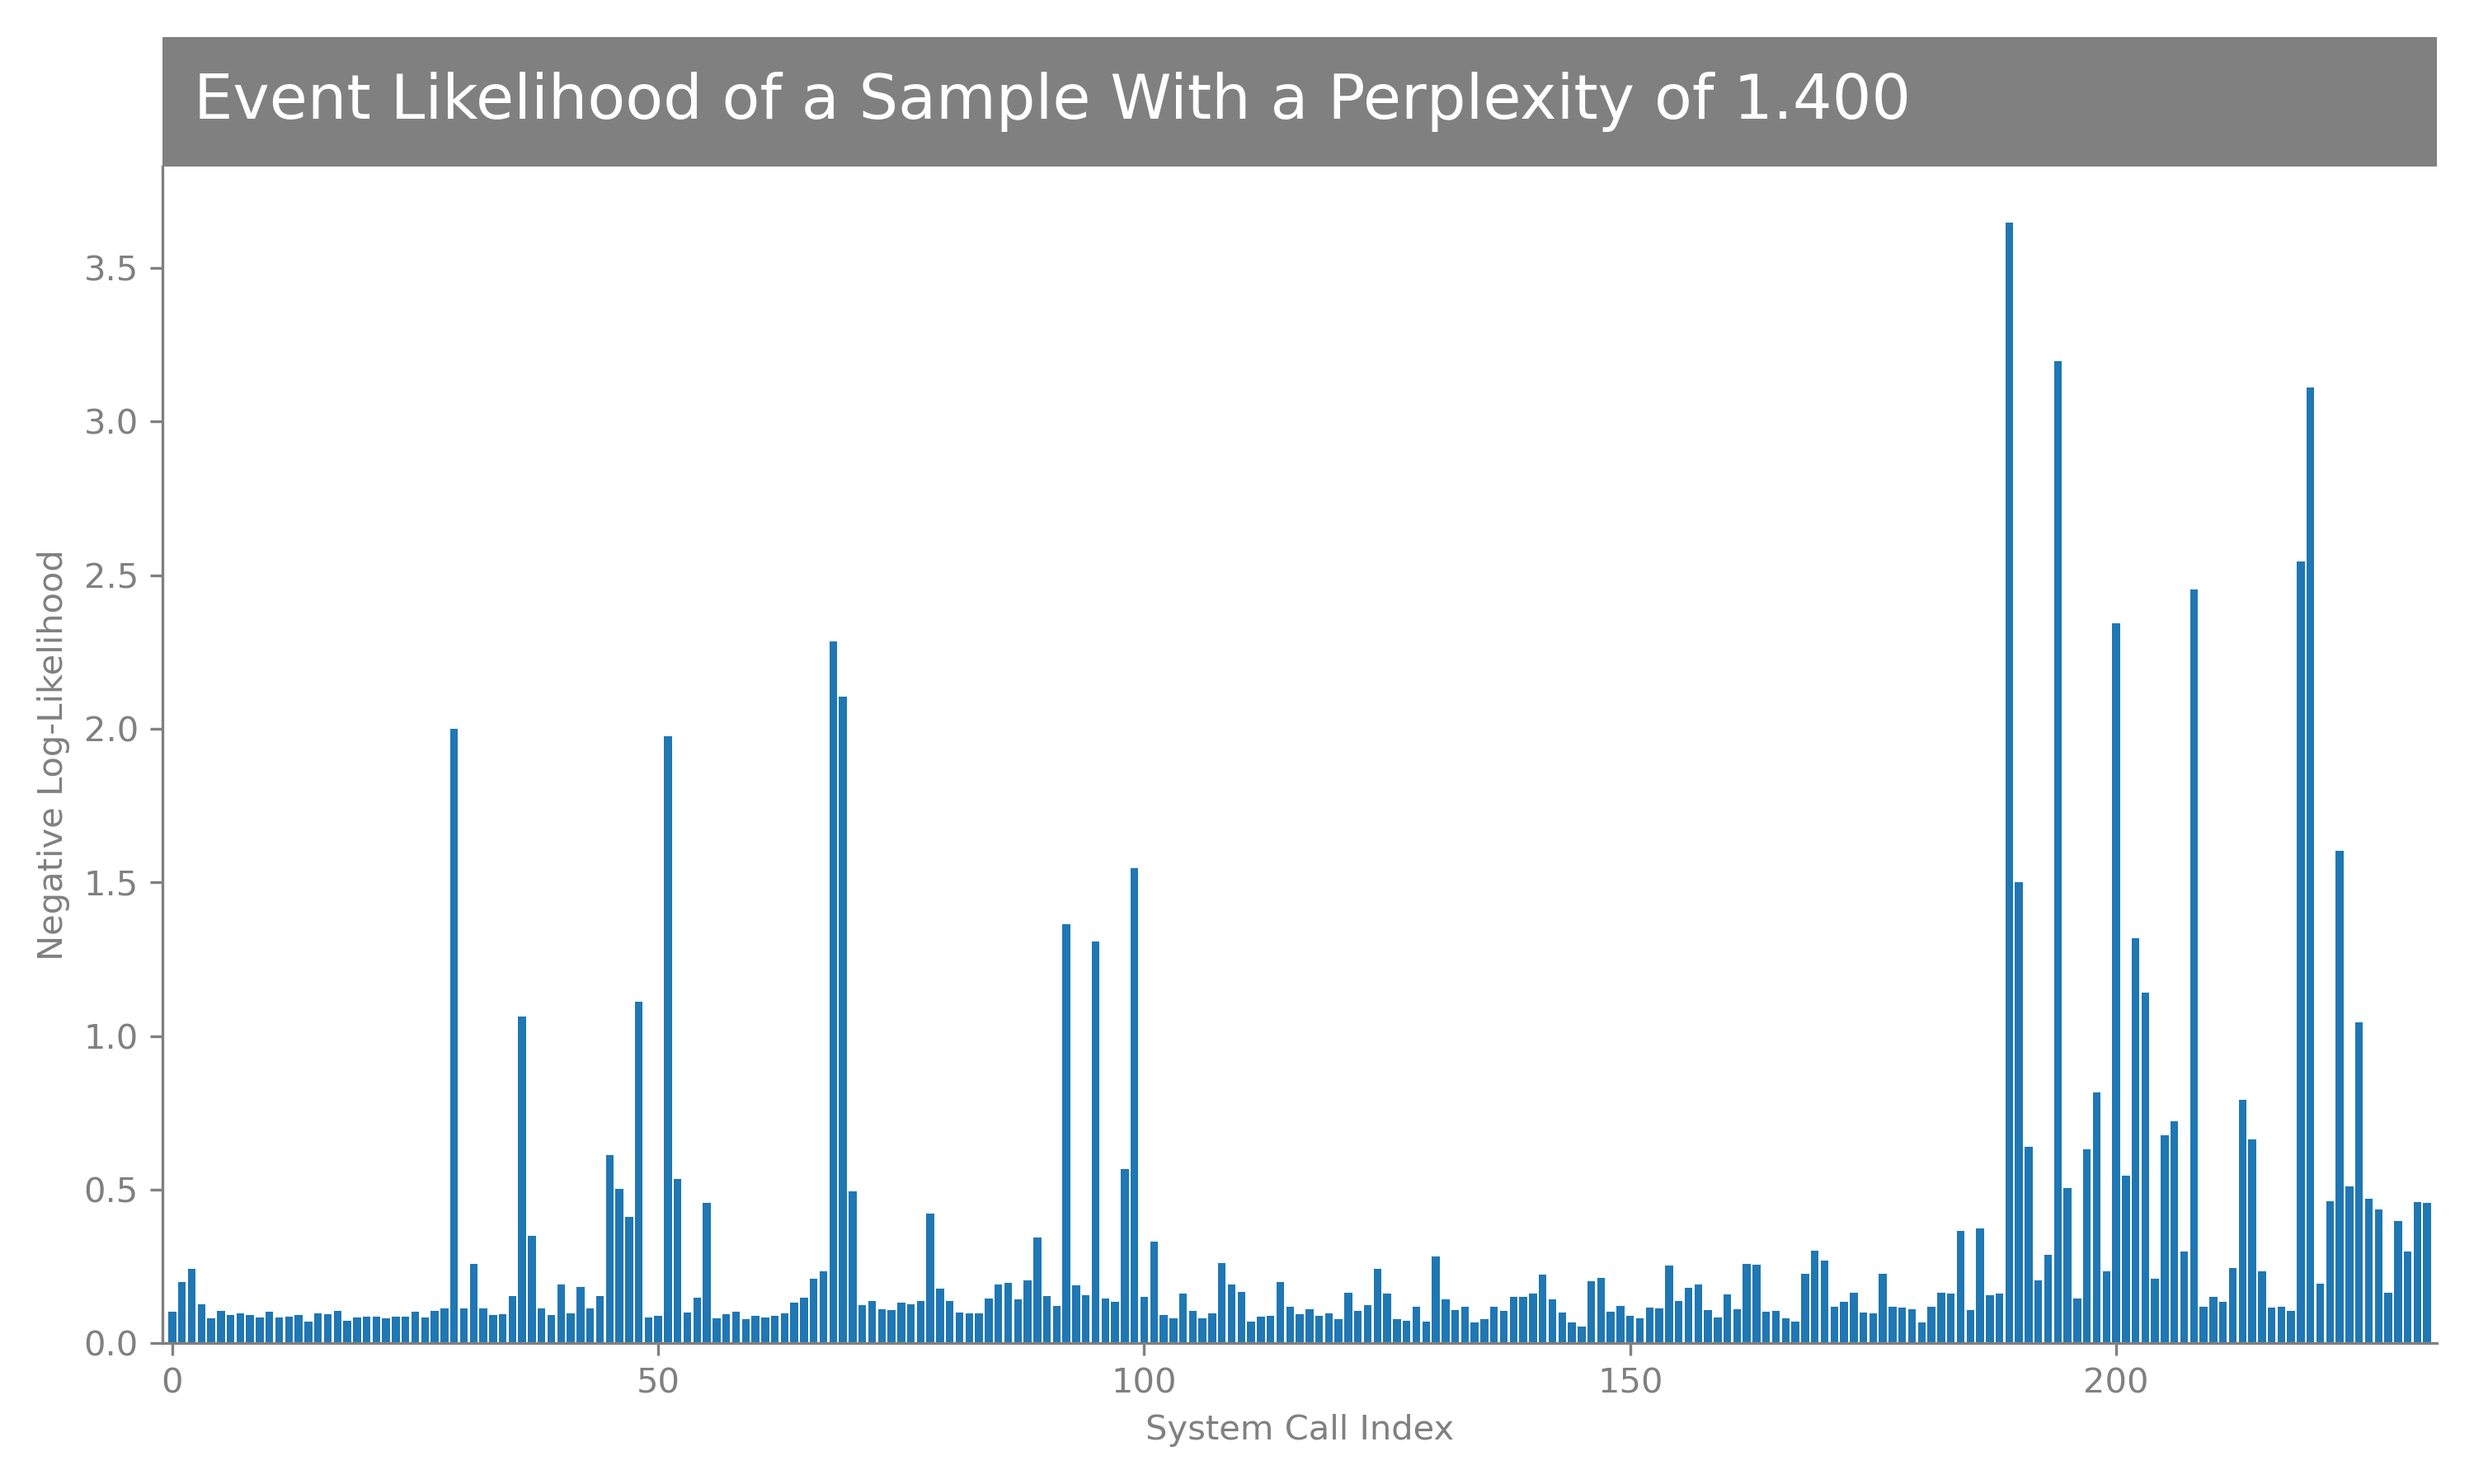 Event Likelihood of a Sample With a Perplexity of 1.400
3.5
3.0
2.5
2.0
1.5
1.0
0.5
0.0
Negative Log-Likelihood
0 50 100 150 200
System Call Index